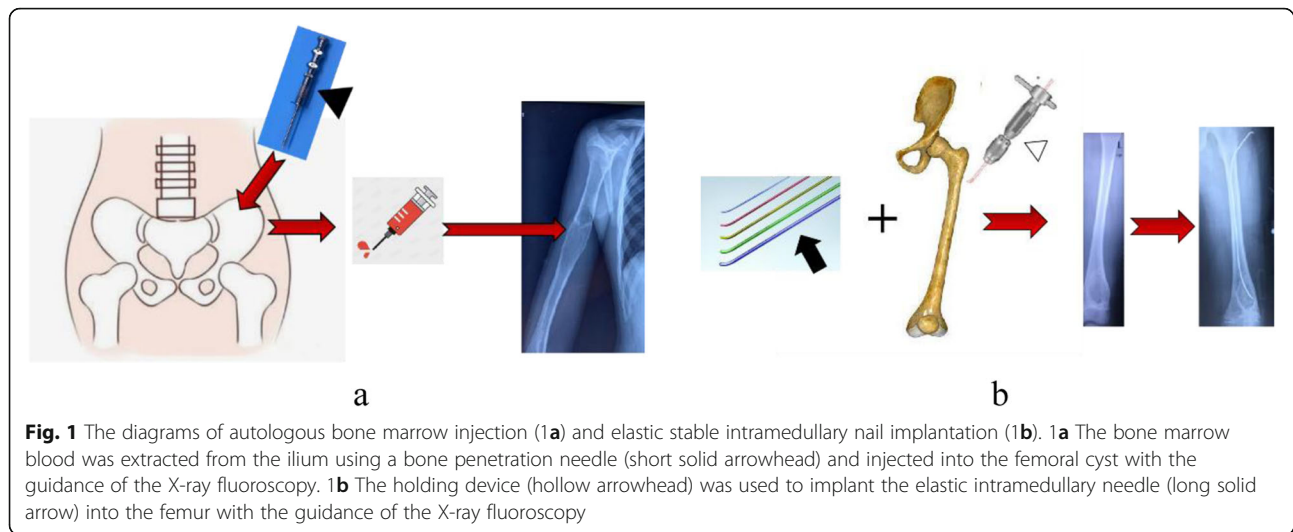 a
b
Fig. 1 The diagrams of autologous bone marrow injection (1a) and elastic stable intramedullary nail implantation (1b). 1a The bone marrow
blood was extracted from the ilium using a bone penetration needle (short solid arrowhead) and injected into the femoral cyst with the
guidance of the X-ray fluoroscopy. 1b The holding device (hollow arrowhead) was used to implant the elastic intramedullary needle (long solid
arrow) into the femur with the guidance of the X-ray fluoroscopy